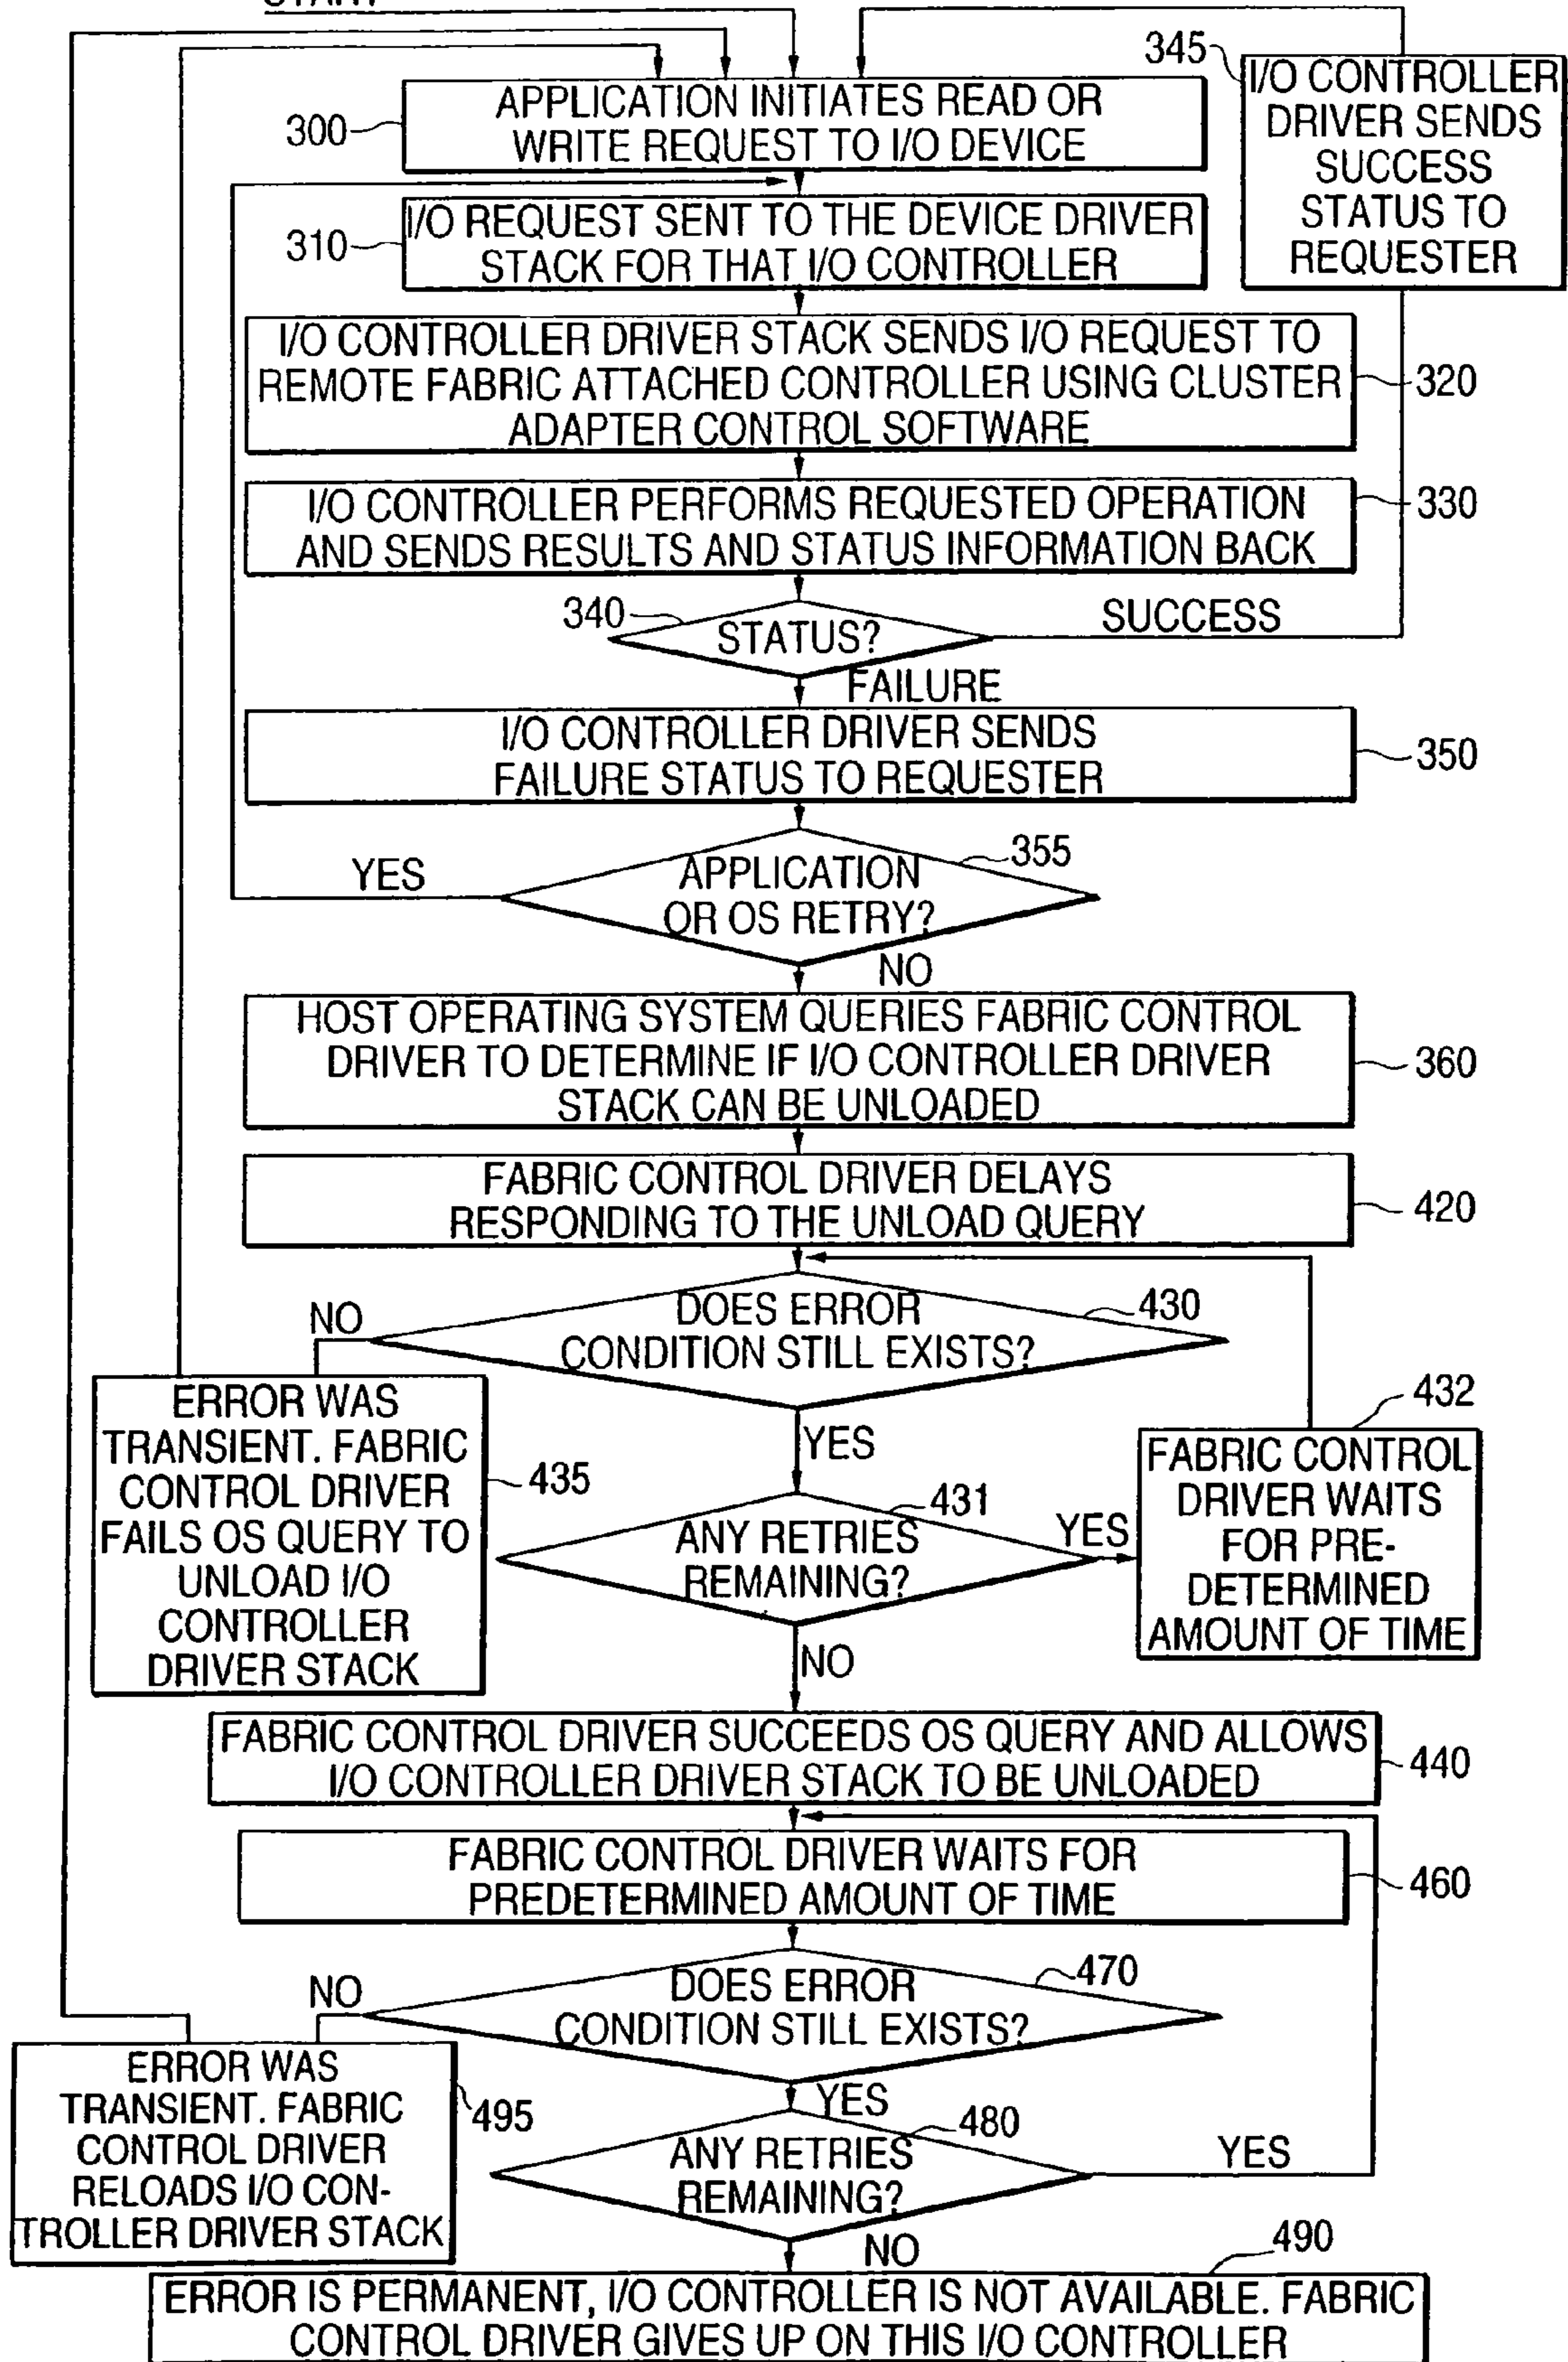 START
345
I/O CONTROLLER
DRIVER SENDS
SUCCESS
STATUS TO
REQUESTER
300
APPLICATION INITIATES READ OR
WRITE REQUEST TO I/O DEVICE
310
I/O REQUEST SENT TO THE DEVICE DRIVER
STACK FOR THAT I/O CONTROLLER
I/O CONTROLLER DRIVER STACK SENDS I/O REQUEST TO
REMOTE FABRIC ATTACHED CONTROLLER USING CLUSTER
ADAPTER CONTROL SOFTWARE
320
I/O CONTROLLER PERFORMS REQUESTED OPERATION
AND SENDS RESULTS AND STATUS INFORMATION BACK
330
340
STATUS?
SUCCESS
FAILURE
I/O CONTROLLER DRIVER SENDS
FAILURE STATUS TO REQUESTER
350
355
YES
APPLICATION
OR OS RETRY?
NO
HOST OPERATING SYSTEM QUERIES FABRIC CONTROL
DRIVER TO DETERMINE IF I/O CONTROLLER DRIVER
STACK CAN BE UNLOADED
360
FABRIC CONTROL DRIVER DELAYS
RESPONDING TO THE UNLOAD QUERY
420
NO
DOES ERROR
CONDITION STILL EXISTS?
430
ERROR WAS
TRANSIENT. FABRIC
CONTROL DRIVER
FAILS OS QUERY TO
UNLOAD I/O
CONTROLLER
DRIVER STACK
435
YES
431
ANY RETRIES
REMAINING?
YES
432
FABRIC CONTROL
DRIVER WAITS
FOR PRE-
DETERMINED
AMOUNT OF TIME
NO
FABRIC CONTROL DRIVER SUCCEEDS OS QUERY AND ALLOWS
I/O CONTROLLER DRIVER STACK TO BE UNLOADED
440
FABRIC CONTROL DRIVER WAITS FOR
PREDETERMINED AMOUNT OF TIME
460
NO
DOES ERROR
CONDITION STILL EXISTS?
470
ERROR WAS
TRANSIENT. FABRIC
CONTROL DRIVER
RELOADS I/O CON-
TROLLER DRIVER STACK
495
YES
480
ANY RETRIES
REMAINING?
YES
NO
490
ERROR IS PERMANENT, I/O CONTROLLER IS NOT AVAILABLE. FABRIC
CONTROL DRIVER GIVES UP ON THIS I/O CONTROLLER